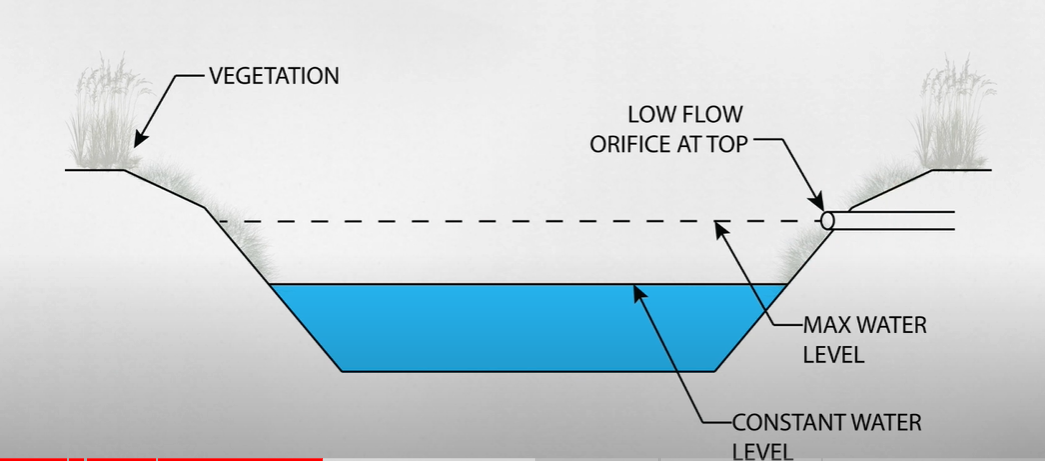 VEGETATION
LOW FLOW
ORIFICE AT TOP
MAX WATER
LEVEL
CONSTANT WATER
LEVEL